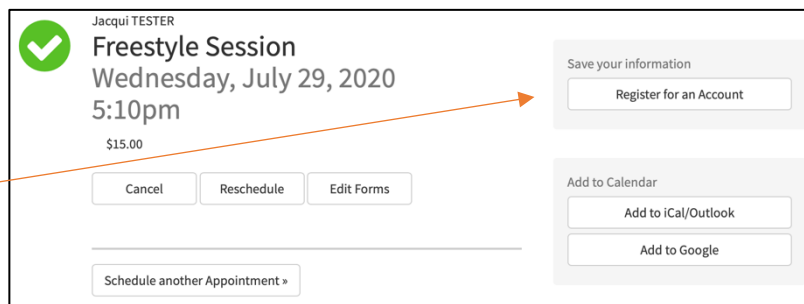 Jacqui TESTER
Freestyle Session
Wednesday, July 29, 2020
5:10pm
$15.00
Cancel
Reschedule
Edit Forms
Schedule another Appointment »
Save your information
Register for an Account
Add to Calendar
Add to iCal/Outlook
Add to Google